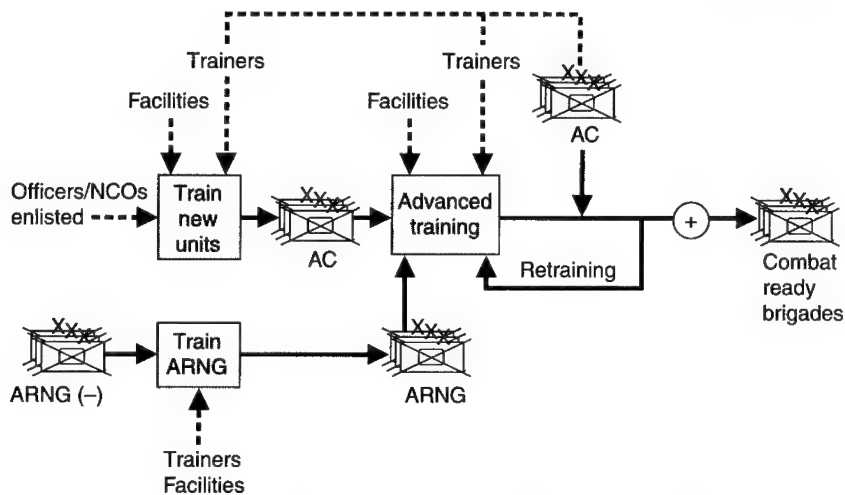 Trainers
Trainers
Facilities
Facilities
AC
Officers/NCOs
enlisted
Train
new
units
AC
Advanced
training
+
Retraining
Combat
ready
brigades
ARNG (–)
Train
ARNG
ARNG
Trainers
Facilities